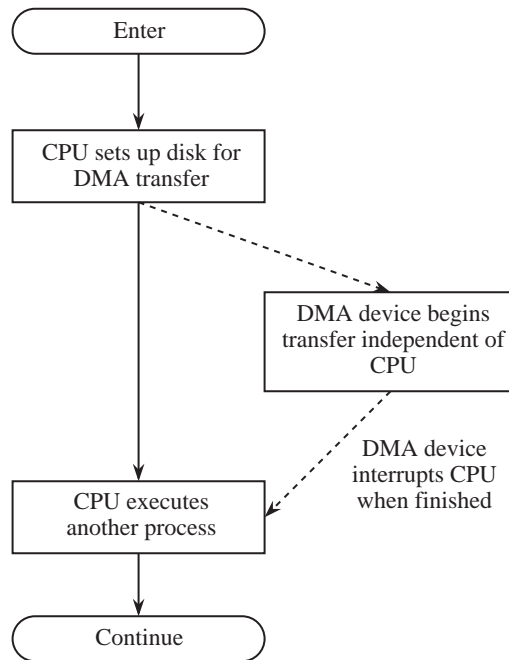 Enter
CPU sets up disk for
DMA transfer
DMA device begins
transfer independent of
CPU
DMA device
interrupts CPU
when finished
CPU executes
another process
Continue